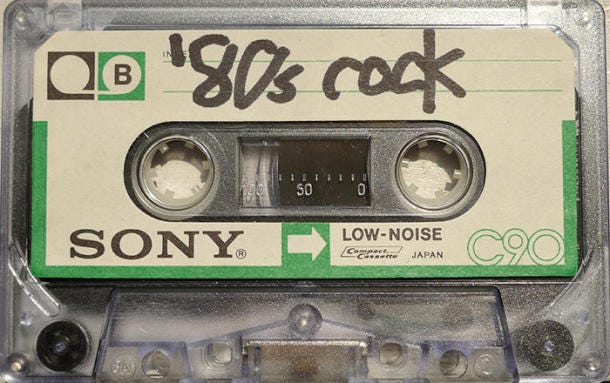 B
'80s rock
100 50 0
SONY®
LOW-NOISE
Compact
Cassette
JAPAN
C90